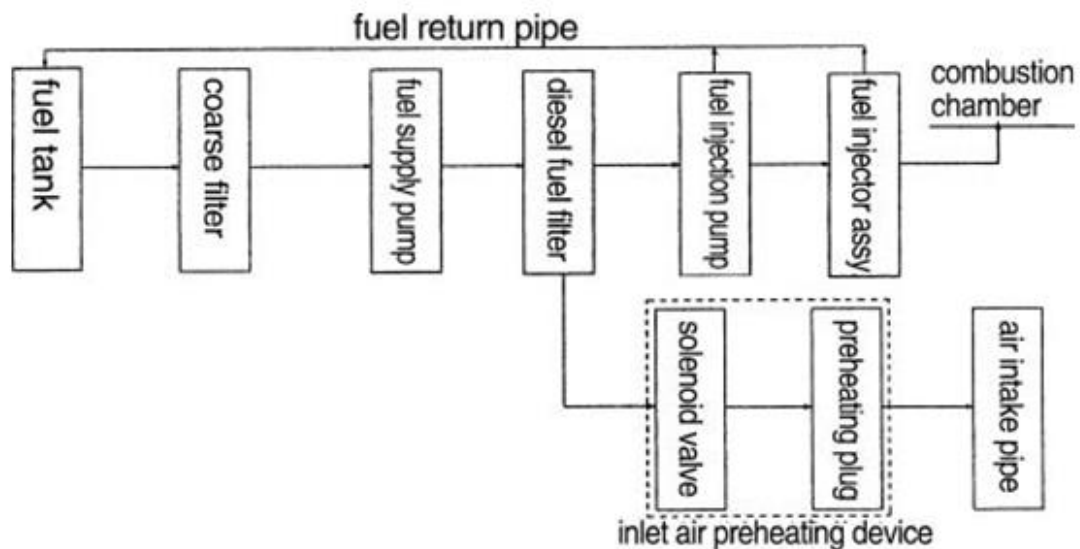 fuel return pipe
fuel tank
coarse filter
fuel supply pump
diesel fuel filter
fuel injection pump
fuel injector assy
combustion
chamber
solenoid valve
preheating plug
air intake pipe
inlet air preheating device